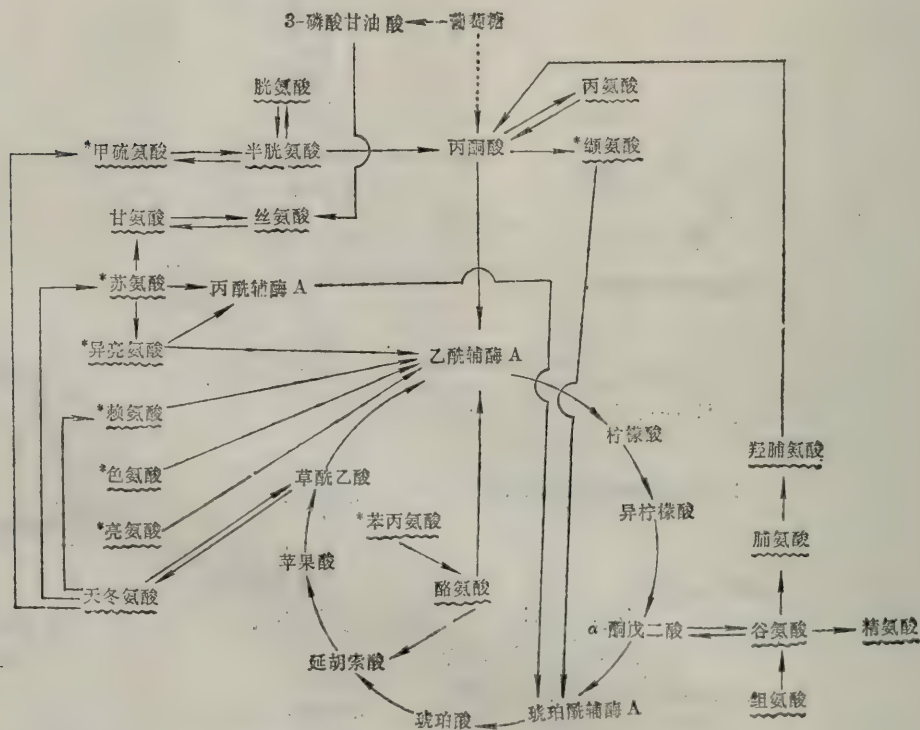 3-磷酸甘油酸 葡萄糖
胱氨酸 丙氨酸
*甲硫氨酸 半胱氨酸 丙酮酸 *缬氨酸
甘氨酸 丝氨酸
*苏氨酸 丙酰辅酶 A
*异亮氨酸 乙酰辅酶 A
*赖氨酸 柠檬酸
*色氨酸 草酰乙酸 羟脯氨酸
异柠檬酸
*亮氨酸 *苯丙氨酸 脯氨酸
苹果酸
天冬氨酸 酪氨酸
α-酮戊二酸 谷氨酸 精氨酸
延胡索酸
琥珀酸 琥珀酰辅酶 A 组氨酸